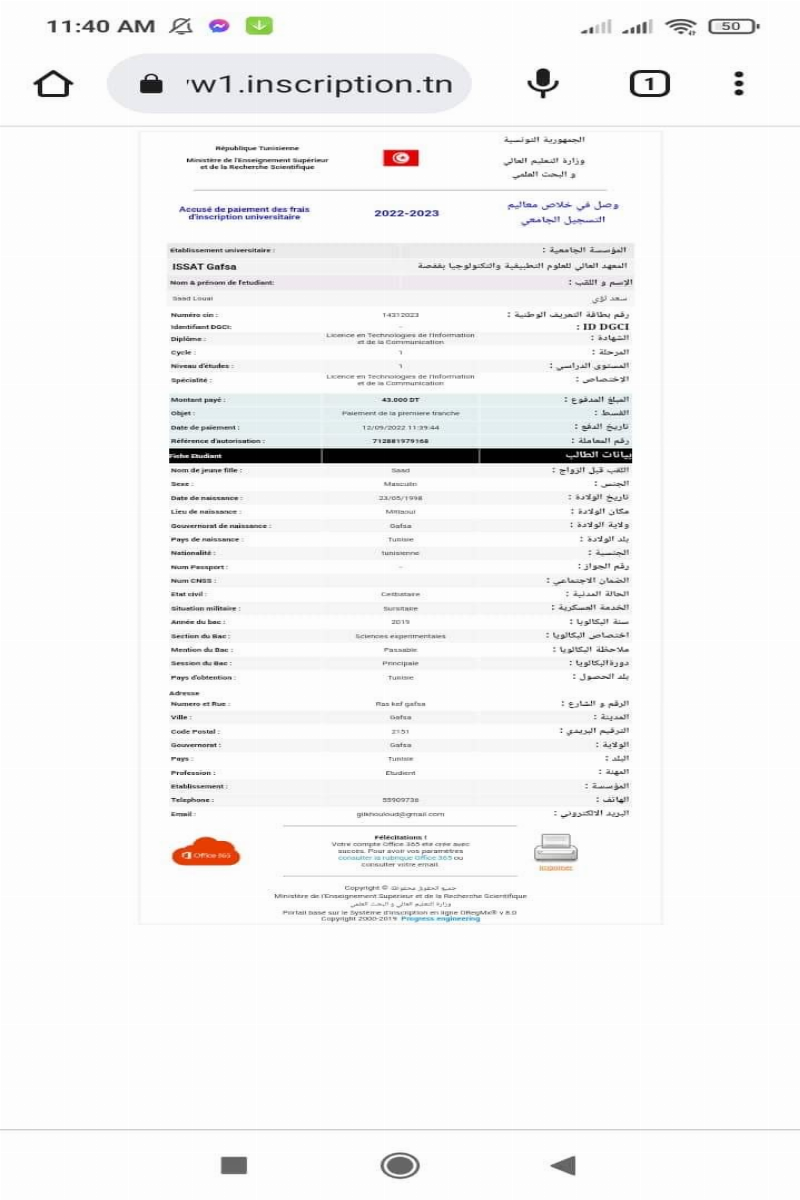 11:40 AM
50
w1.inscription.tn
1
République Tunisienne
الجمهورية التونسية
Ministère de l'Enseignement Supérieur
et de la Recherche Scientifique
وزارة التعليم العالي
و البحث العلمي
Accusé de paiement des frais
d'inscription universitaire
2022-2023
وصل في خلاص معاليم
التسجيل الجامعي
Etablissement universitaire :
المؤسسة الجامعية :
ISSAT Gafsa
المعهد العالي للعلوم التطبيقية والتكنولوجيا بقفصة
Nom & prénom de l'etudiant:
الإسم و اللقب :
Saad Louai
سعد لؤي
Numéro cin : 14312023 رقم بطاقة التعريف الوطنية :
Identifiant DGCI: - ID DGCI :
Diplôme : Licence en Technologies de l'Information et de la Communication الشهادة :
Cycle : 1 المرحلة :
Niveau d'études : 1 المستوى الدراسي :
Spécialité : Licence en Technologies de l'Information et de la Communication الإختصاص :
Montant payé : 43.000 DT المبلغ المدفوع :
Objet : Paiement de la premiere tranche القسط :
Date de paiement : 12/09/2022 11:39:44 تاريخ الدفع :
Référence d'autorisation : 712881979168 رقم المعاملة :
Fiche Etudiant بيانات الطالب
Nom de jeune fille : Saad اللقب قبل الزواج :
Sexe : Masculin الجنس :
Date de naissance : 23/05/1998 تاريخ الولادة :
Lieu de naissance : مكان الولادة :
Gouvernorat de naissance : Gafsa ولاية الولادة :
Pays de naissance : Tunisie بلد الولادة :
Nationalité : tunisienne الجنسية :
Num Passport : - رقم الجواز :
Num CNSS : الضمان الاجتماعي :
Etat civil : Celibataire الحالة المدنية :
Situation militaire : Sursitaire الخدمة العسكرية :
Année du bac : 2019 سنة البكالويا :
Section du Bac : Sciences experimentales اختصاص البكالويا :
Mention du Bac : Passable ملاحظة البكالويا :
Session du Bac : Principale دورةالبكالويا :
Pays d'obtention : Tunisie بلد الحصول :
Adresse
Numero et Rue : Ras kef gafsa الرقم و الشارع :
Ville : Gafsa المدينة :
Code Postal : 2151 الترقيم البريدي :
Gouvernorat : Gafsa الولاية :
Pays : Tunisie البلد :
Profession : Etudient المهنة :
Etablissement : المؤسسة :
Telephone : 55909736 الهاتف :
Email : glikhouloud@gmail.com البريد الالكتروني :
Office 365
Félécitations !
Votre compte Office 365 été crée avec
succès. Pour avoir vos paramètres
consulter la rubrique Office 365 ou
consulter votre email.
Imprimer
Copyright © جميع الحقوق محفوظة
Ministère de l'Enseignement Supérieur et de la Recherche Scientifique
وزارة التعليم العالي و البحث العلمي
Portail basé sur le Système d'inscription en ligne ORegMx® v 8.0
Copyright 2000-2019 Progress engineering